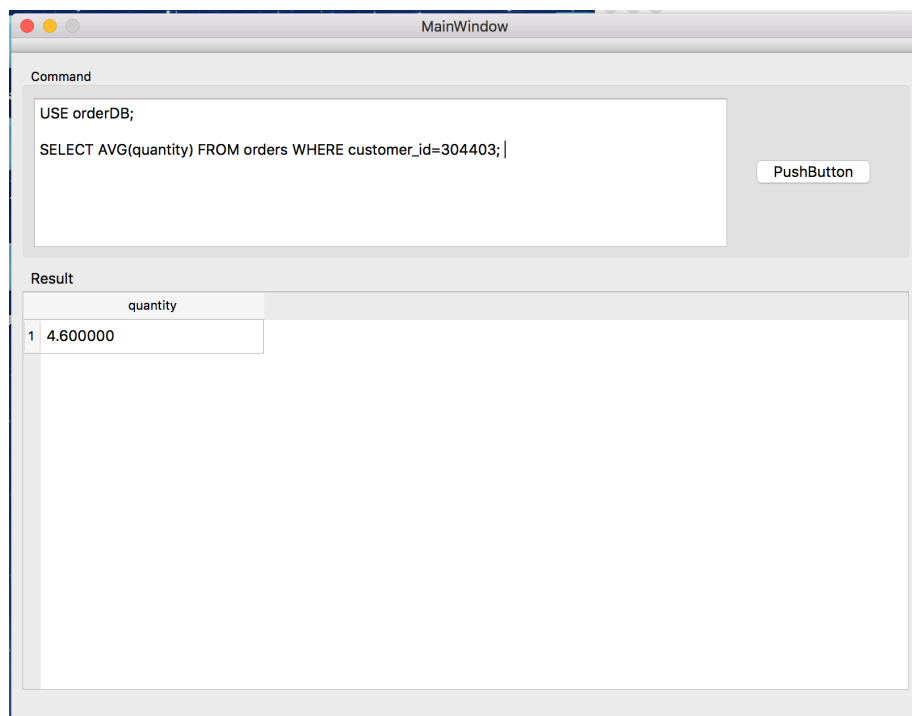 MainWindow
Command
USE orderDB;
SELECT AVG(quantity) FROM orders WHERE customer_id=304403;
PushButton
Result
quantity
1 4.600000